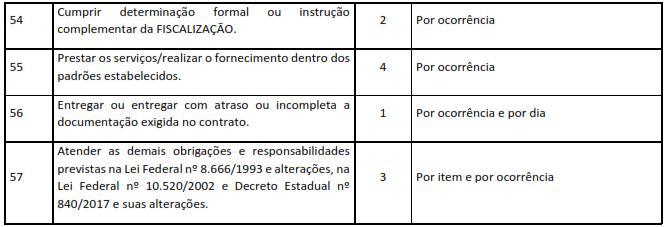 54
Cumprir determinação formal ou instrução
complementar da FISCALIZAÇÃO.
2
Por ocorrência
55
Prestar os serviços/realizar o fornecimento dentro dos
padrões estabelecidos.
4
Por ocorrência
56
Entregar ou entregar com atraso ou incompleta a
documentação exigida no contrato.
1
Por ocorrência e por dia
57
Atender as demais obrigações e responsabilidades
previstas na Lei Federal nº 8.666/1993 e alterações, na
Lei Federal nº 10.520/2002 e Decreto Estadual nº
840/2017 e suas alterações.
3
Por item e por ocorrência